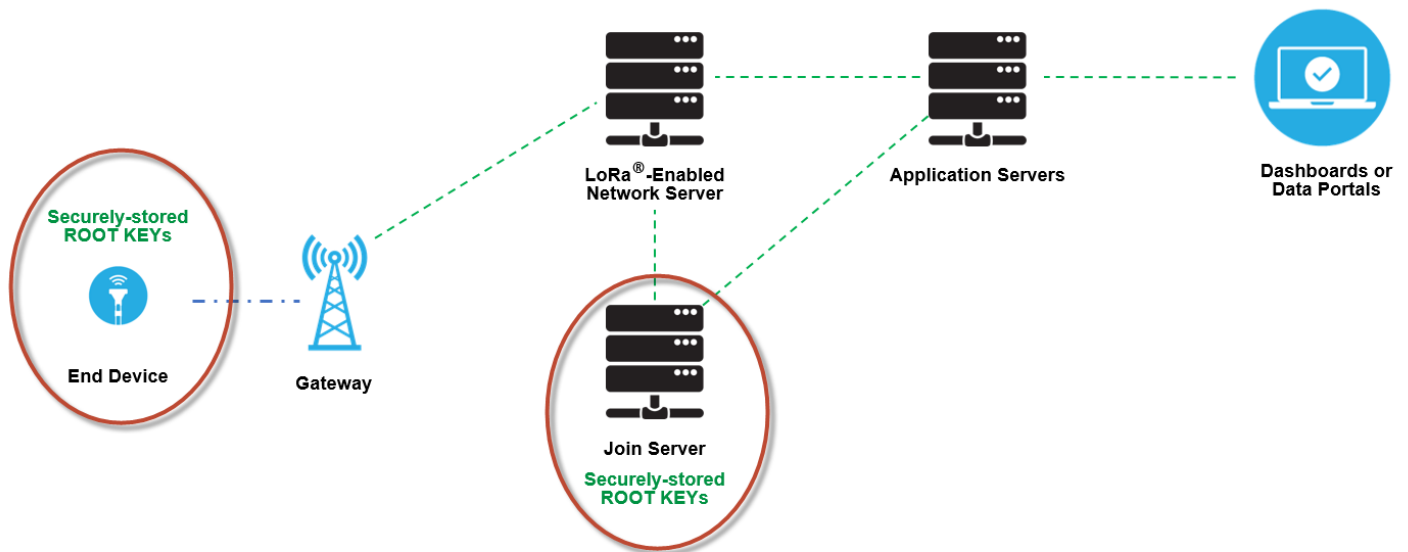 LoRa®-Enabled
Network Server
Application Servers
Dashboards or
Data Portals
Securely-stored
ROOT KEYs
End Device
Gateway
Join Server
Securely-stored
ROOT KEYs